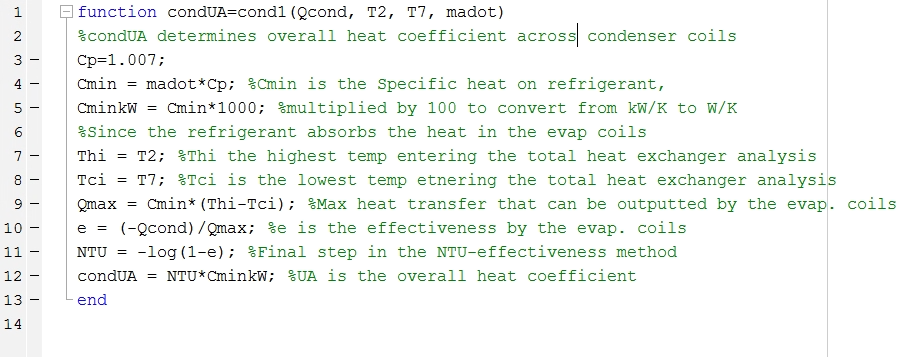 1 function condUA=cond1(Qcond, T2, T7, madot)
2 %condUA determines overall heat coefficient across condenser coils
3 – Cp=1.007;
4 – Cmin = madot*Cp; %Cmin is the Specific heat on refrigerant,
5 – CminkW = Cmin*1000; %multiplied by 100 to convert from kW/K to W/K
6 %Since the refrigerant absorbs the heat in the evap coils
7 – Thi = T2; %Thi the highest temp entering the total heat exchanger analysis
8 – Tci = T7; %Tci is the lowest temp etnering the total heat exchanger analysis
9 – Qmax = Cmin*(Thi-Tci); %Max heat transfer that can be outputted by the evap. coils
10 – e = (-Qcond)/Qmax; %e is the effectiveness by the evap. coils
11 – NTU = -log(1-e); %Final step in the NTU-effectiveness method
12 – condUA = NTU*CminkW; %UA is the overall heat coefficient
13 – end
14